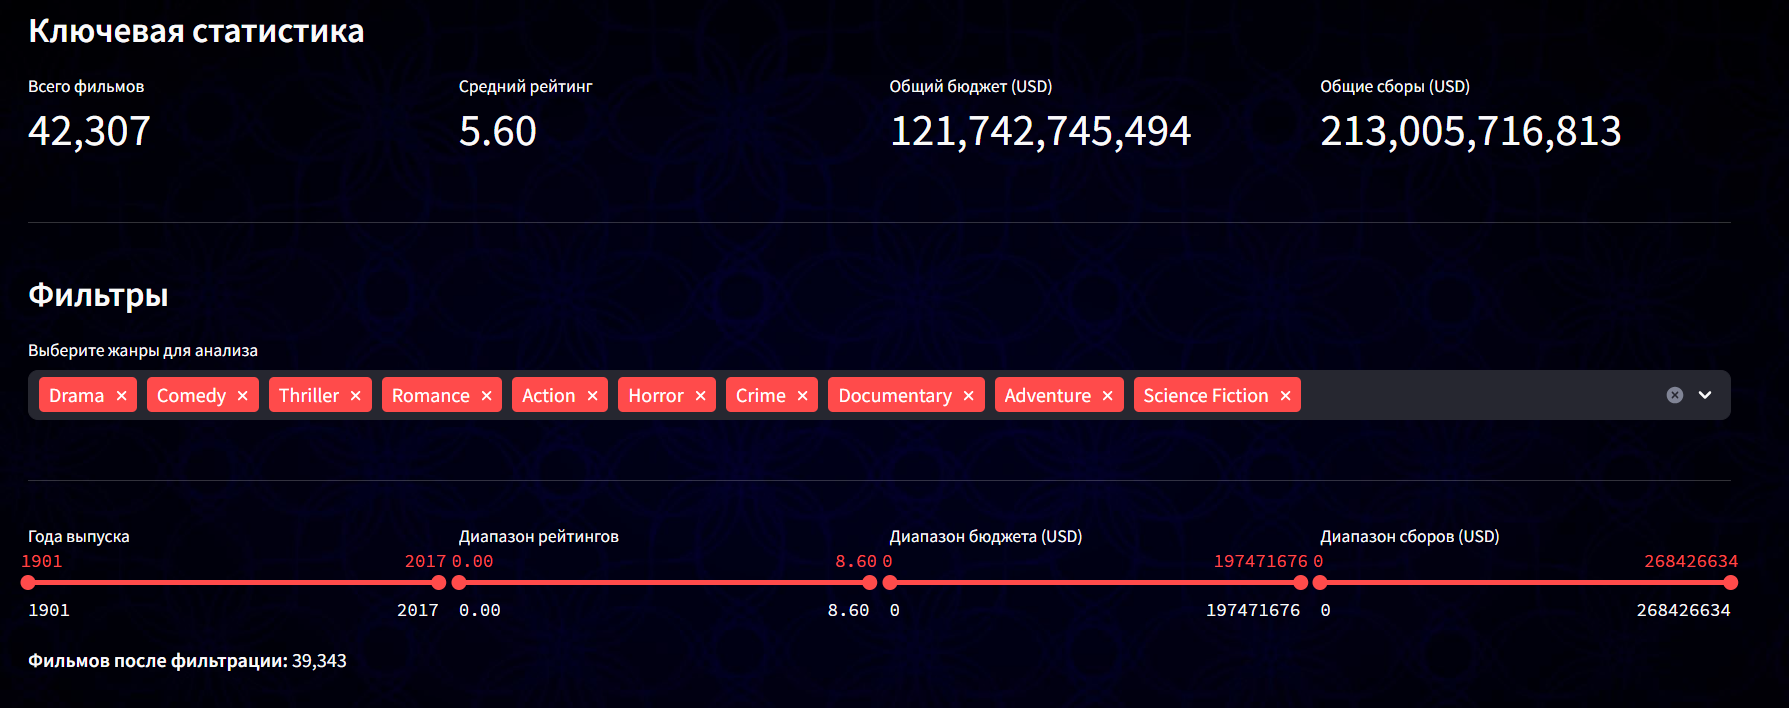 Ключевая статистика
Всего фильмов Средний рейтинг Общий бюджет (USD) Общие сборы (USD)
42,307 5.60 121,742,745,494 213,005,716,813
Фильтры
Выберите жанры для анализа
Drama × Comedy × Thriller × Romance × Action × Horror × Crime × Documentary × Adventure × Science Fiction ×
Года выпуска Диапазон рейтингов Диапазон бюджета (USD) Диапазон сборов (USD)
1901 2017 0.00 8.60 0 197471676 0 268426634
1901 2017 0.00 8.60 0 197471676 0 268426634
Фильмов после фильтрации: 39,343